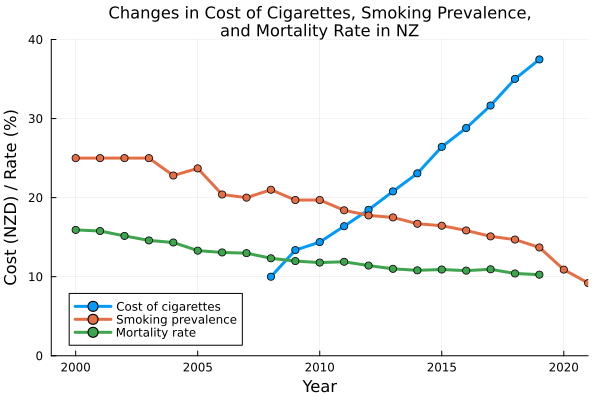 Changes in Cost of Cigarettes, Smoking Prevalence,
and Mortality Rate in NZ
Cost (NZD) / Rate (%)
40
30
20
10
0
Cost of cigarettes
Smoking prevalence
Mortality rate
2000
2005
2010
2015
2020
Year